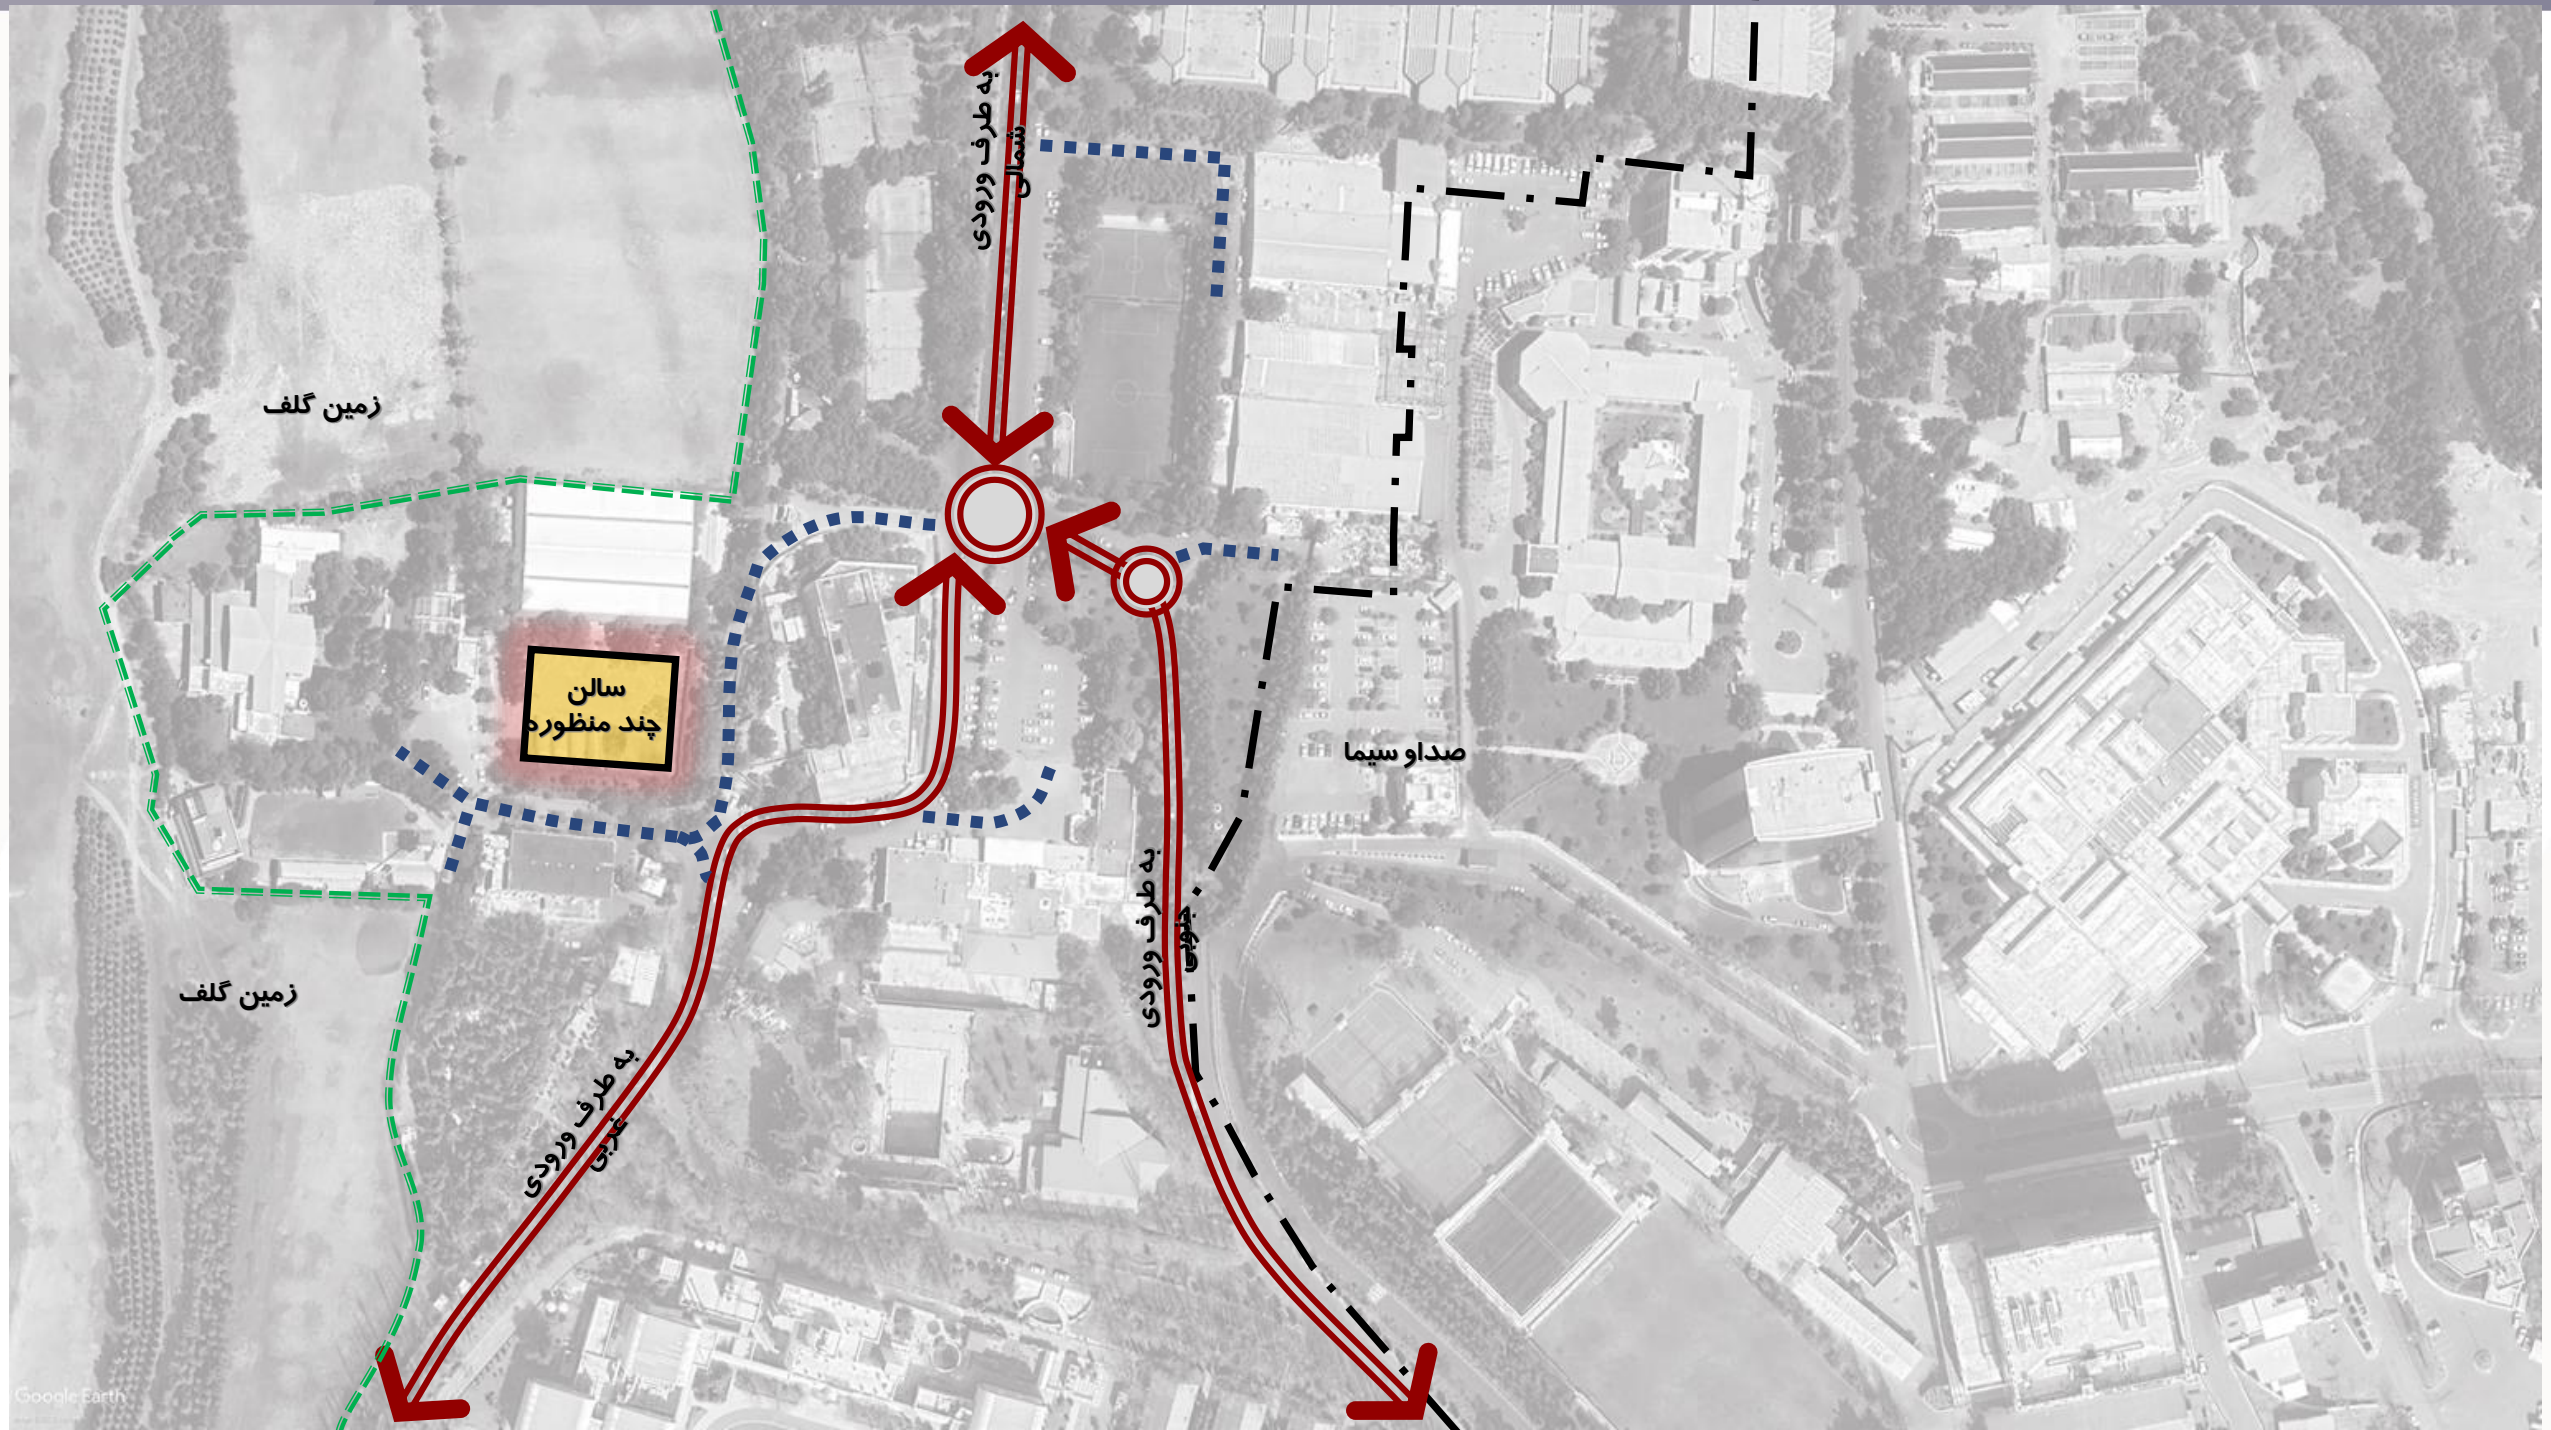 به طرف ورودی
شمالی
زمین گلف
سالن
چند منظوره
صداو سیما
به طرف ورودی
جنوبی
زمین گلف
به طرف ورودی
غربی
Google Earth